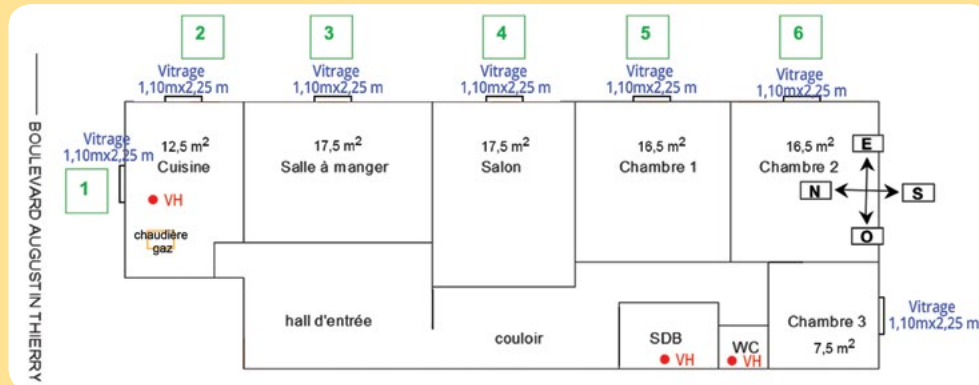 2
3
4
5
6
Vitrage
1,10mx2,25 m
Vitrage
1,10mx2,25 m
Vitrage
1,10mx2,25 m
Vitrage
1,10mx2,25 m
Vitrage
1,10mx2,25 m
BOULEVARD AUGUSTIN THIERRY
Vitrage
1,10mx2,25 m
1
12,5 m²
Cuisine
VH
chaudière
gaz
17,5 m²
Salle à manger
17,5 m²
Salon
16,5 m²
Chambre 1
16,5 m²
Chambre 2
E
N
S
O
hall d'entrée
couloir
SDB
VH
WC
VH
Chambre 3
7,5 m²
Vitrage
1,10mx2,25 m